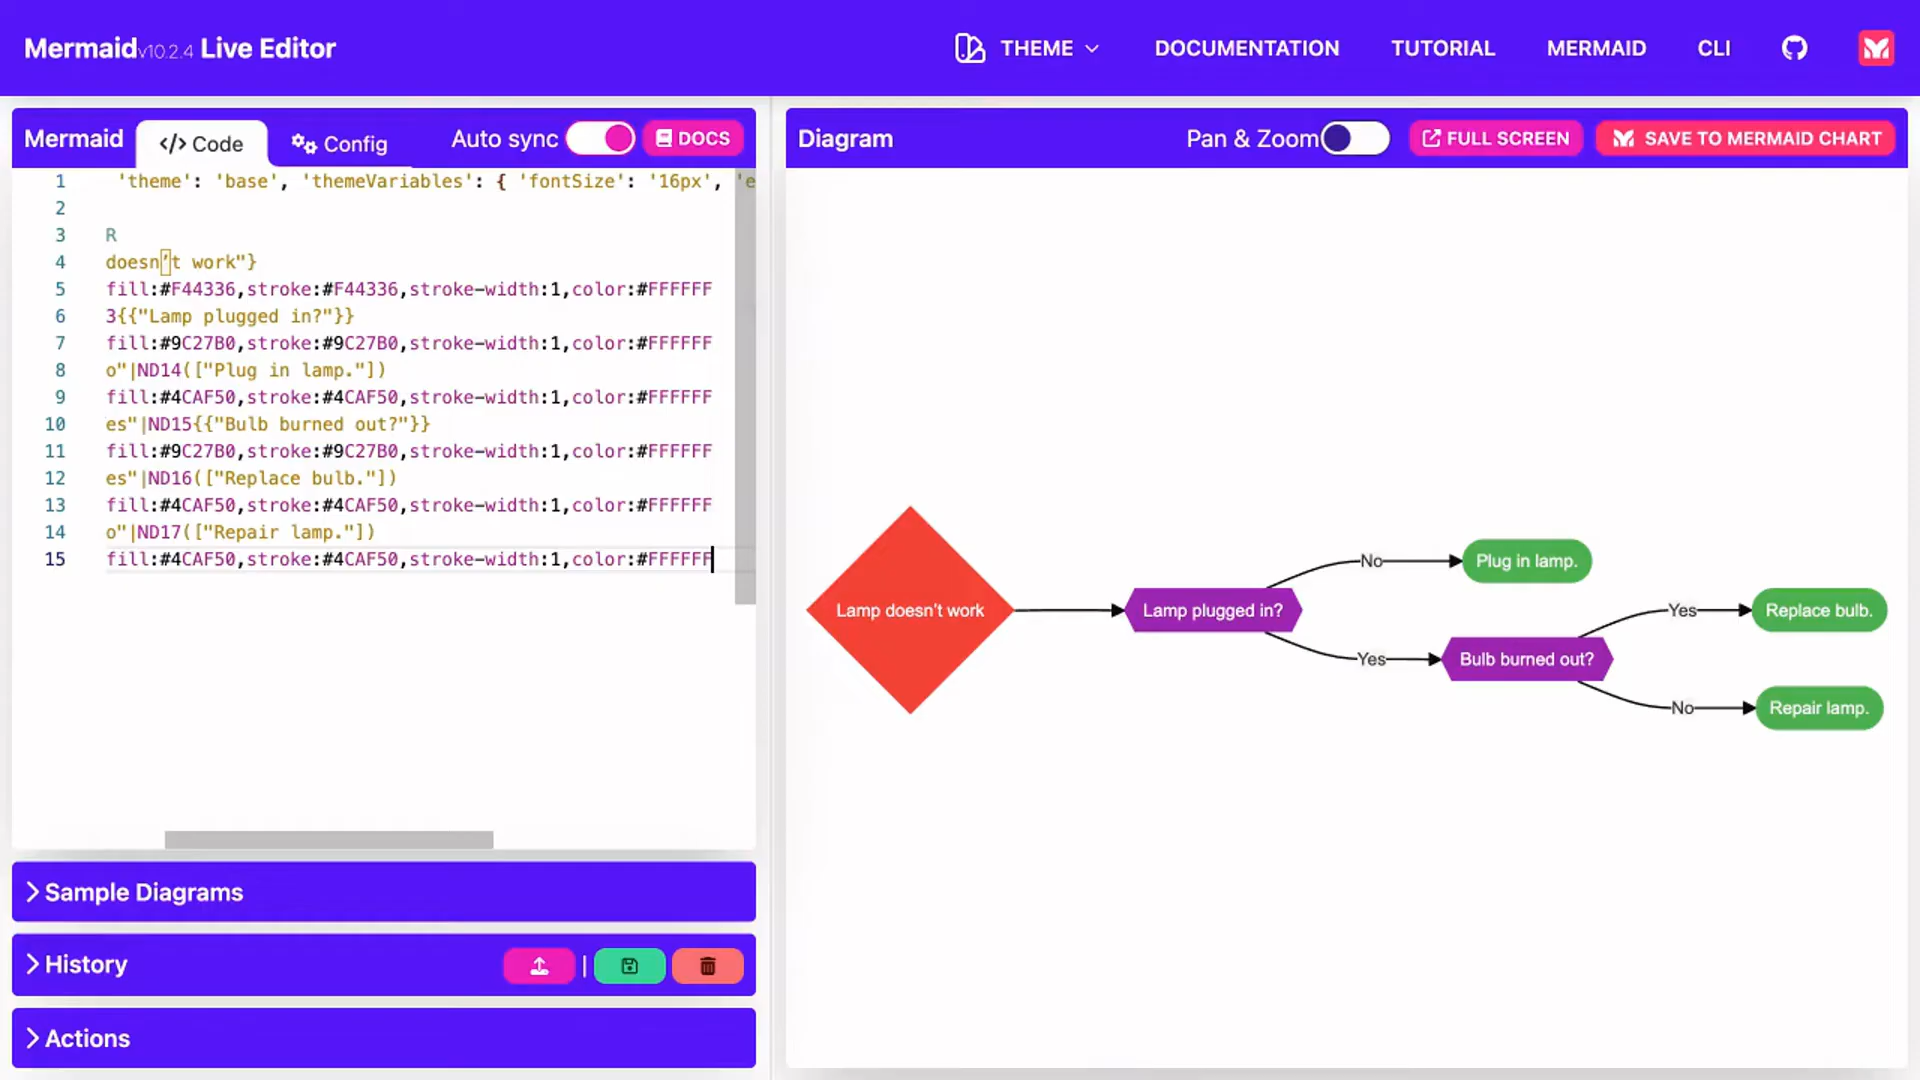 Mermaidv10.2.4 Live Editor
THEME
DOCUMENTATION
TUTORIAL
MERMAID
CLI
Mermaid
Code
Config
Auto sync
DOCS
1 'theme': 'base', 'themeVariables': { 'fontSize': '16px', 'e
2
3 R
4 doesn’t work"}
5 fill:#F44336,stroke:#F44336,stroke-width:1,color:#FFFFFF
6 3{{"Lamp plugged in?"}}
7 fill:#9C27B0,stroke:#9C27B0,stroke-width:1,color:#FFFFFF
8 o"|ND14(["Plug in lamp."])
9 fill:#4CAF50,stroke:#4CAF50,stroke-width:1,color:#FFFFFF
10 es"|ND15{{"Bulb burned out?"}}
11 fill:#9C27B0,stroke:#9C27B0,stroke-width:1,color:#FFFFFF
12 es"|ND16(["Replace bulb."])
13 fill:#4CAF50,stroke:#4CAF50,stroke-width:1,color:#FFFFFF
14 o"|ND17(["Repair lamp."])
15 fill:#4CAF50,stroke:#4CAF50,stroke-width:1,color:#FFFFFF
Sample Diagrams
History
Actions
Diagram
Pan & Zoom
FULL SCREEN
SAVE TO MERMAID CHART
Lamp doesn’t work
Lamp plugged in?
No
Plug in lamp.
Yes
Bulb burned out?
Yes
Replace bulb.
No
Repair lamp.